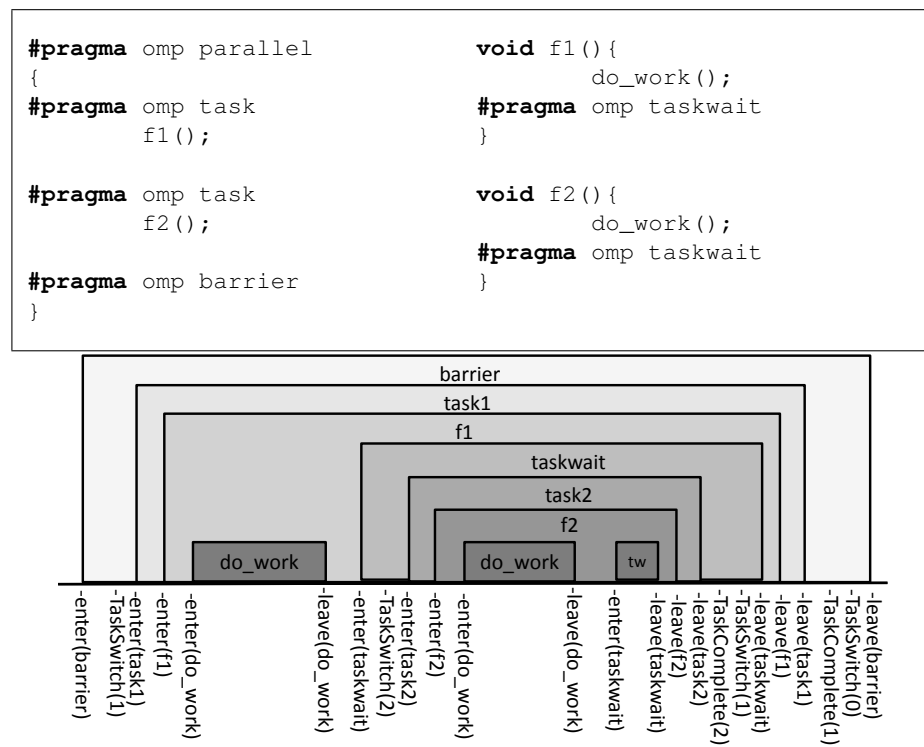 #pragma omp parallel
{
#pragma omp task
f1();
#pragma omp task
f2();
#pragma omp barrier
}
void f1(){
do_work();
#pragma omp taskwait
}
void f2(){
do_work();
#pragma omp taskwait
}
barrier
task1
f1
taskwait
task2
f2
do_work
do_work
tw
-enter(barrier)
-TaskSwitch(1)
-enter(task1)
-enter(f1)
-enter(do_work)
-leave(do_work)
-enter(taskwait)
-TaskSwitch(2)
-enter(task2)
-enter(f2)
-enter(do_work)
-leave(do_work)
-enter(taskwait)
-leave(taskwait)
-leave(f2)
-leave(task2)
-TaskComplete(2)
-TaskSwitch(1)
-leave(taskwait)
-leave(f1)
-leave(task1)
-TaskComplete(1)
-TaskSwitch(0)
-leave(barrier)